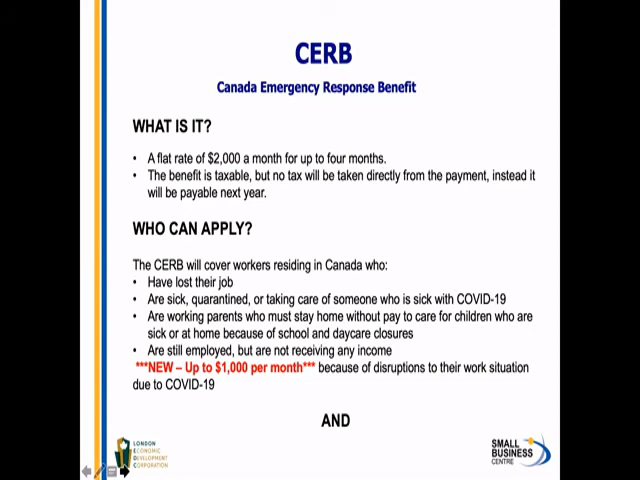 CERB
Canada Emergency Response Benefit
WHAT IS IT?
• A flat rate of $2,000 a month for up to four months.
• The benefit is taxable, but no tax will be taken directly from the payment, instead it
will be payable next year.
WHO CAN APPLY?
The CERB will cover workers residing in Canada who:
• Have lost their job
• Are sick, quarantined, or taking care of someone who is sick with COVID-19
• Are working parents who must stay home without pay to care for children who are
sick or at home because of school and daycare closures
• Are still employed, but are not receiving any income
***NEW – Up to $1,000 per month*** because of disruptions to their work situation
due to COVID-19
AND
LONDON
ECONOMIC
DEVELOPMENT
CORPORATION
SMALL
BUSINESS
CENTRE